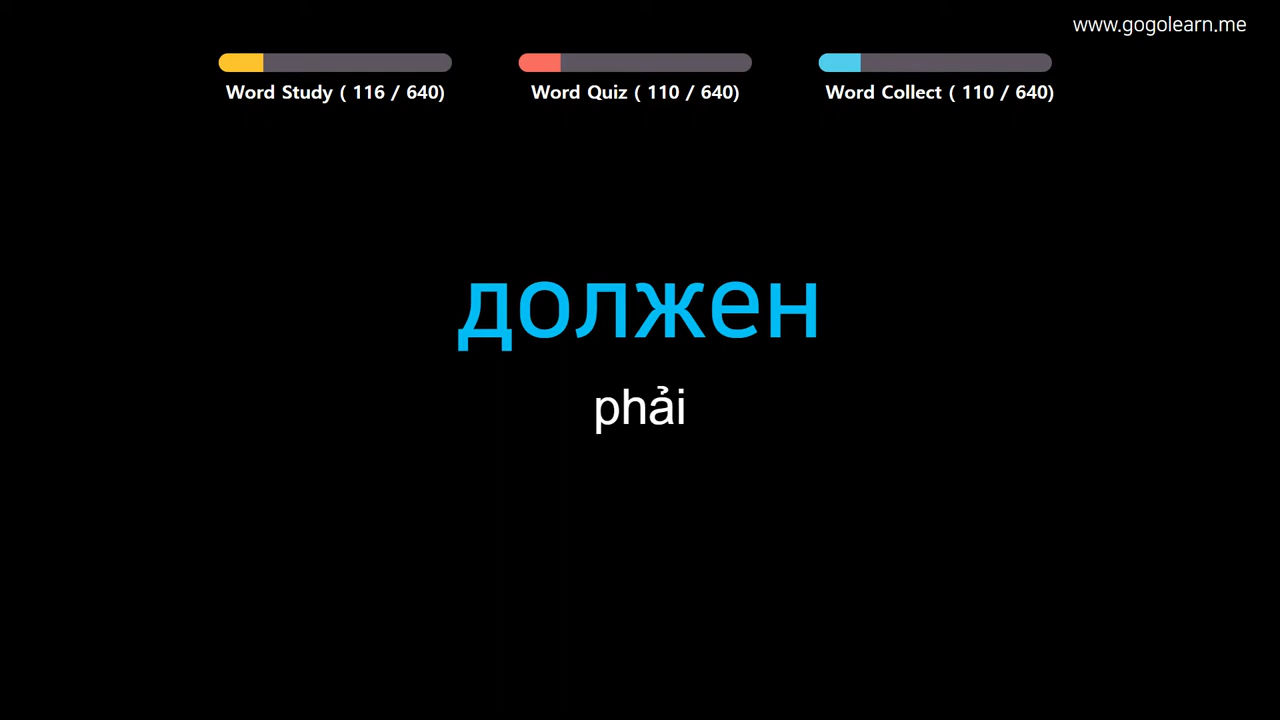 www.gogolearn.me
Word Study ( 116 / 640)
Word Quiz ( 110 / 640)
Word Collect ( 110 / 640)
должен
phải